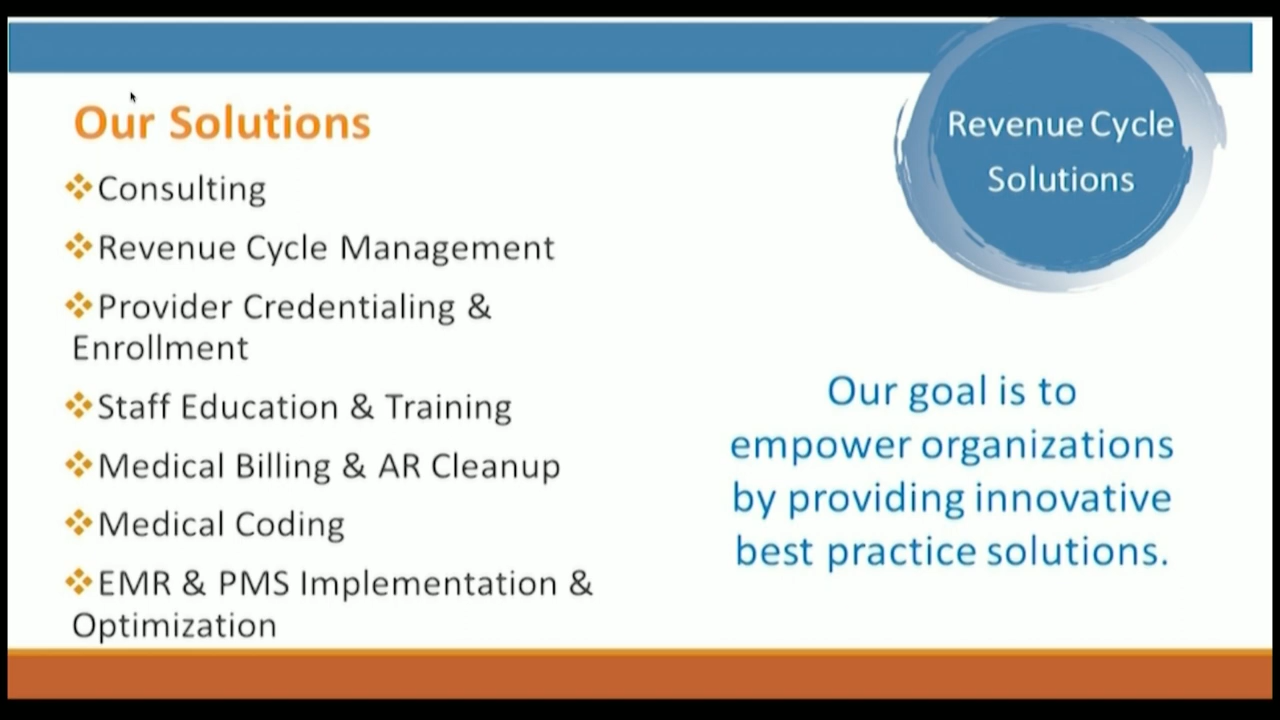 Our Solutions
Consulting
Revenue Cycle Management
Provider Credentialing &
Enrollment
Staff Education & Training
Medical Billing & AR Cleanup
Medical Coding
EMR & PMS Implementation &
Optimization
Revenue Cycle
Solutions
Our goal is to
empower organizations
by providing innovative
best practice solutions.